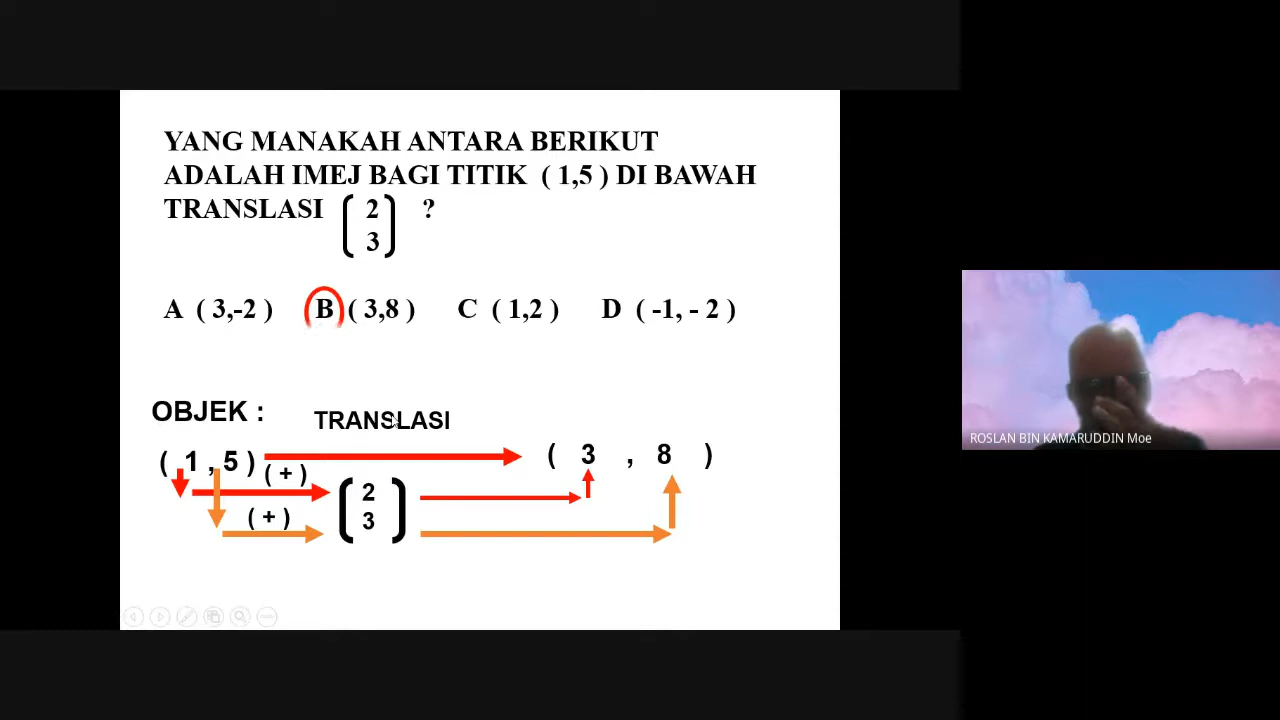 YANG MANAKAH ANTARA BERIKUT
ADALAH IMEJ BAGI TITIK ( 1,5 ) DI BAWAH
TRANSLASI ( 2 3 ) ?
A ( 3,-2 ) B ( 3,8 ) C ( 1,2 ) D ( -1, - 2 )
OBJEK :
TRANSLASI
( 1 , 5 ) ( 3 , 8 )
( + )
2
( + )
3
ROSLAN BIN KAMARUDDIN Moe